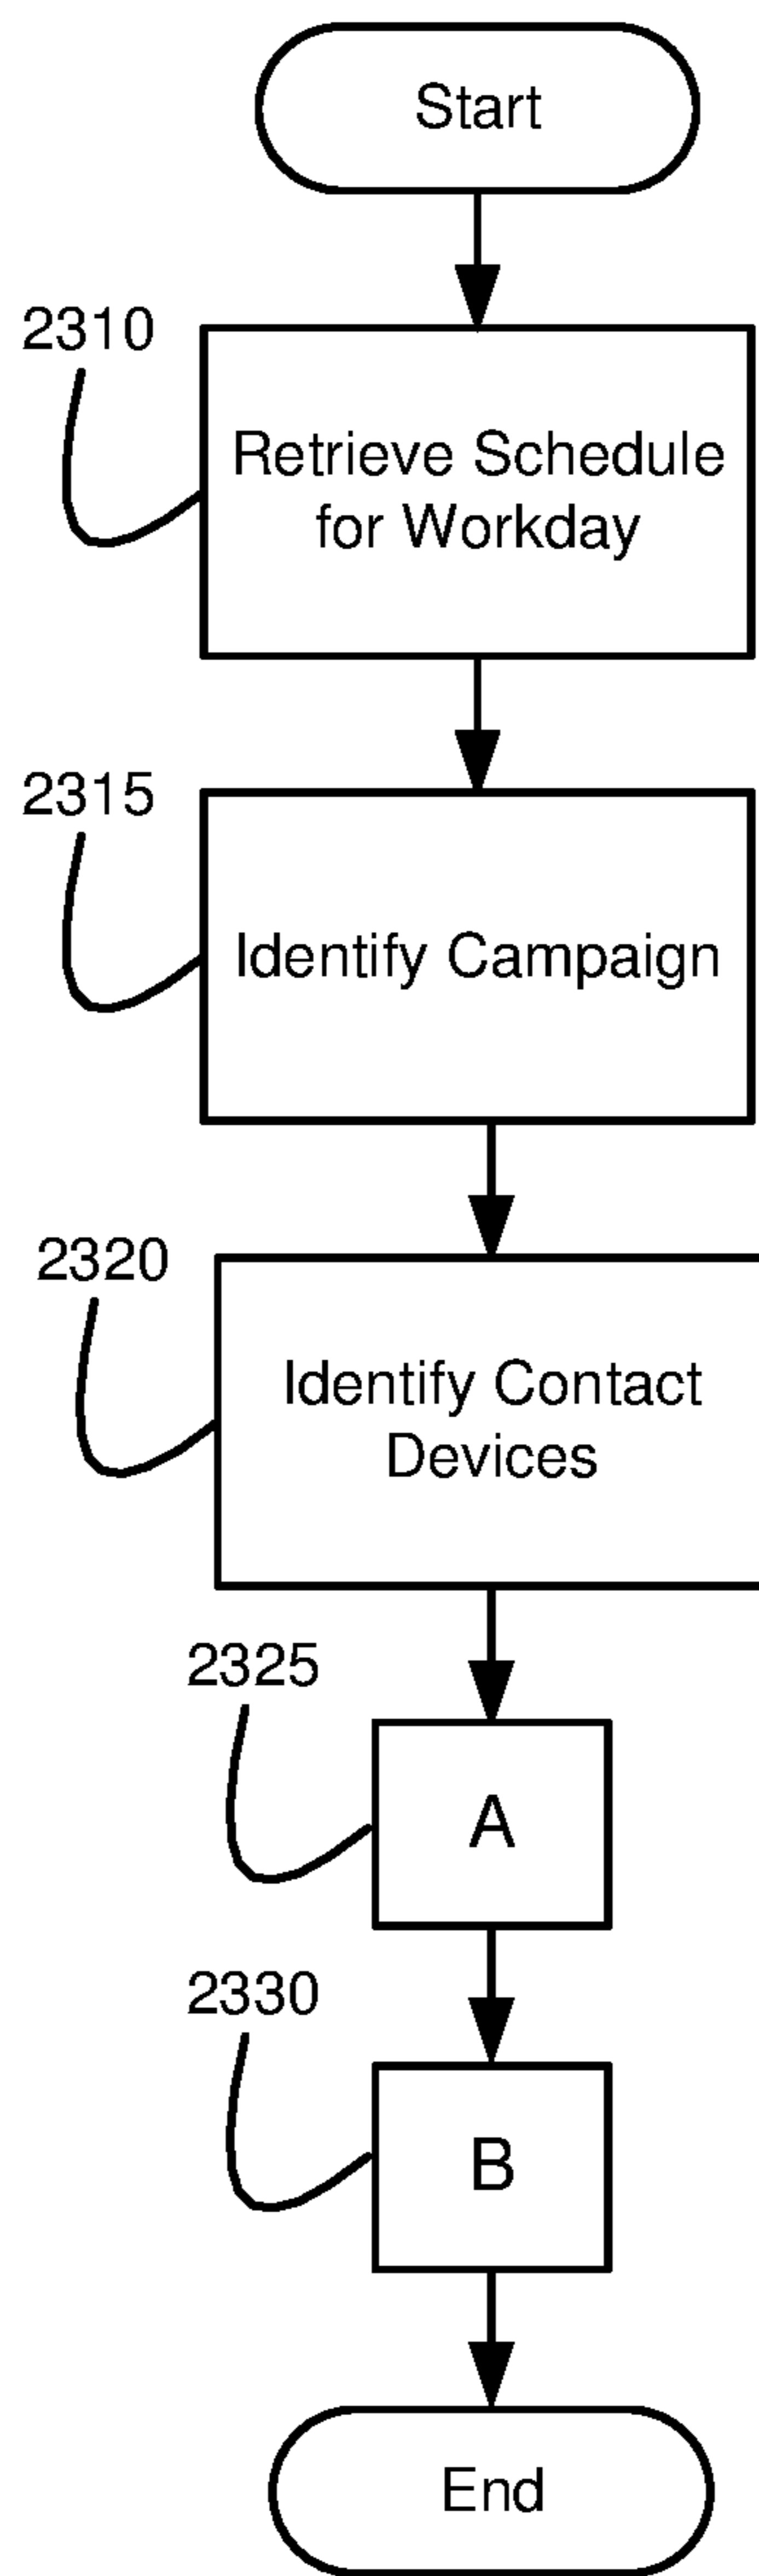 Start
2310
Retrieve Schedule
for Workday
2315
Identify Campaign
2320
Identify Contact
Devices
2325
A
2330
B
End